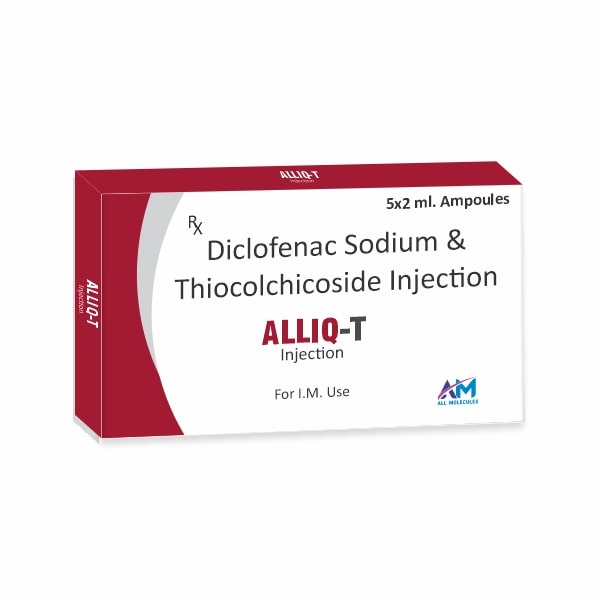 ALLIQ-T
Injection
5x2 ml. Ampoules
Rx
Diclofenac Sodium &
Thiocolchicoside Injection
ALLIQ-T
Injection
For I.M. Use
AM
ALL MOLECULES
ALLIQ-T
Injection